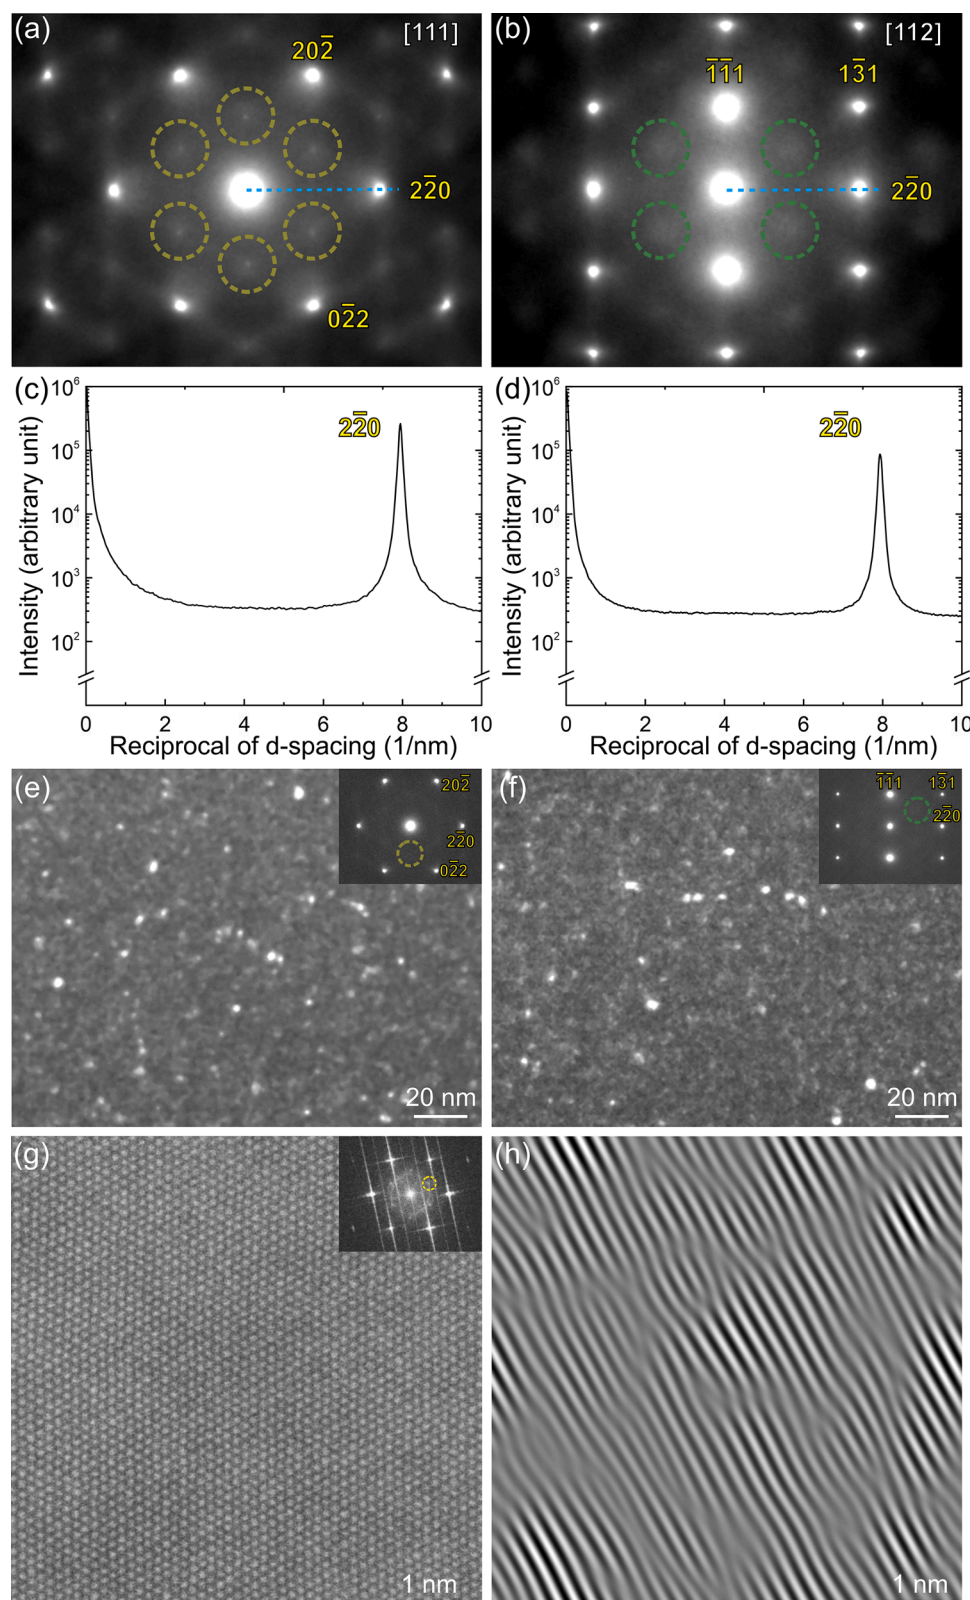 (a)
[111]
202̅
22̅0
02̅2
(b)
[112]
1̅1̅1
13̅1
22̅0
(c)
Intensity (arbitrary unit)
10⁶
10⁵
10⁴
10³
10²
22̅0
0 2 4 6 8 10
Reciprocal of d-spacing (1/nm)
(d)
Intensity (arbitrary unit)
10⁶
10⁵
10⁴
10³
10²
22̅0
0 2 4 6 8 10
Reciprocal of d-spacing (1/nm)
(e)
202̅
22̅0
02̅2
20 nm
(f)
1̅1̅1 13̅1
22̅0
20 nm
(g)
1 nm
(h)
1 nm